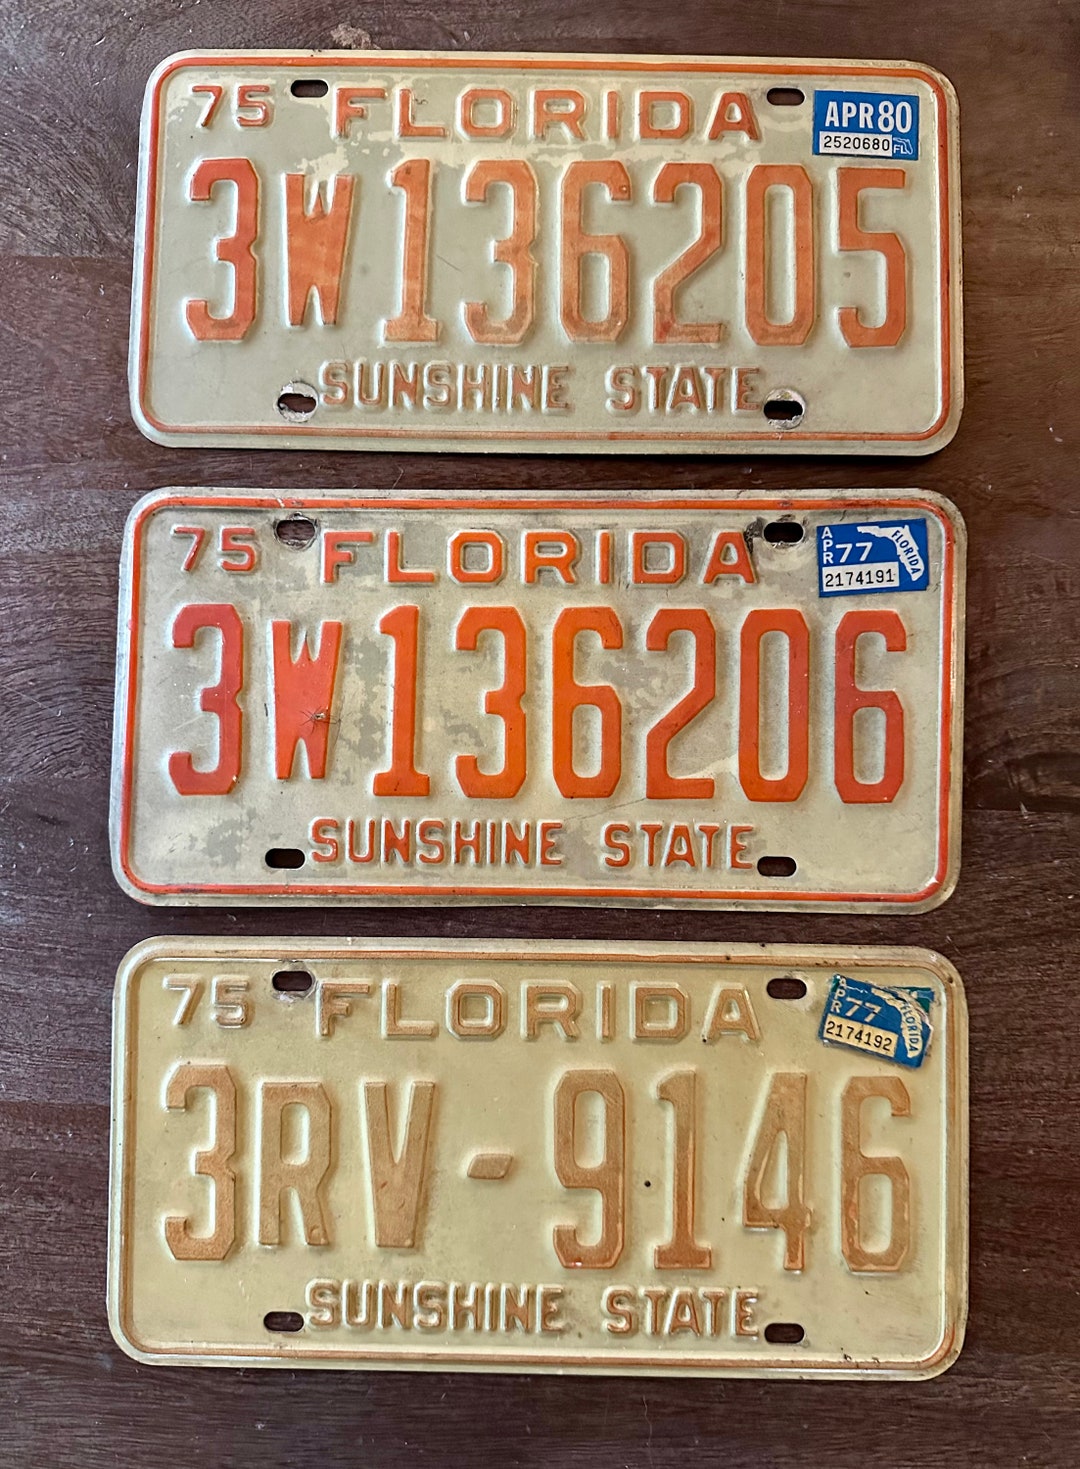 75 FLORIDA APR 80
2520680 FL
3W136205
SUNSHINE STATE
75 FLORIDA APR 77 FLORIDA
2174191
3W136206
SUNSHINE STATE
75 FLORIDA APR 77 FLORIDA
2174192
3RV-9146
SUNSHINE STATE